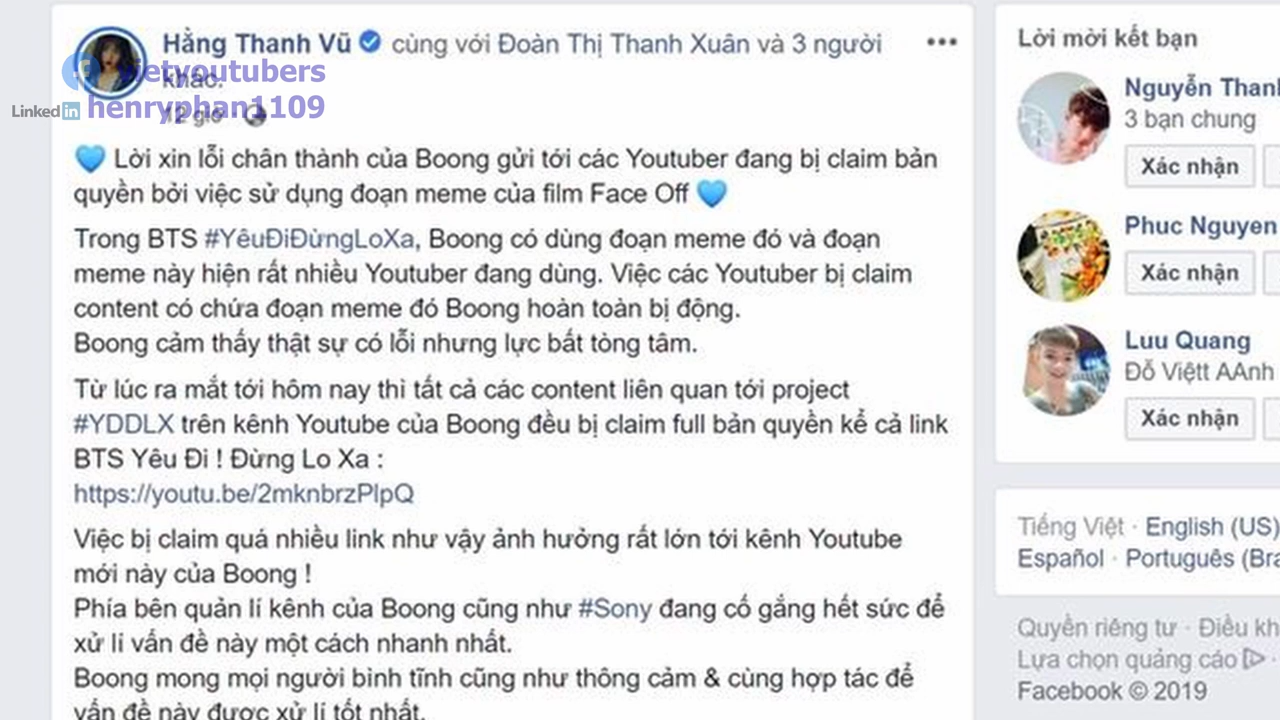 Hằng Thanh Vũ cùng với Đoàn Thị Thanh Xuân và 3 người
khác.
12 giờ
vietyoutubers
Linked in henryphan1109
Lời xin lỗi chân thành của Boong gửi tới các Youtuber đang bị claim bản
quyền bởi việc sử dụng đoạn meme của film Face Off
Trong BTS #YêuĐiĐừngLoXa, Boong có dùng đoạn meme đó và đoạn
meme này hiện rất nhiều Youtuber đang dùng. Việc các Youtuber bị claim
content có chứa đoạn meme đó Boong hoàn toàn bị động.
Boong cảm thấy thật sự có lỗi nhưng lực bất tòng tâm.
Từ lúc ra mắt tới hôm nay thì tất cả các content liên quan tới project
#YDDLX trên kênh Youtube của Boong đều bị claim full bản quyền kể cả link
BTS Yêu Đi ! Đừng Lo Xa :
https://youtu.be/2mknbrzPlpQ
Việc bị claim quá nhiều link như vậy ảnh hưởng rất lớn tới kênh Youtube
mới này của Boong !
Phía bên quản lí kênh của Boong cũng như #Sony đang cố gắng hết sức để
xử lí vấn đề này một cách nhanh nhất.
Boong mong mọi người bình tĩnh cũng như thông cảm & cùng hợp tác để
vấn đề này được xử lí tốt nhất.
Lời mời kết bạn
Nguyễn Thanh
3 bạn chung
Xác nhận
Phuc Nguyen
Xác nhận
Luu Quang
Đỗ Việtt AAnh
Xác nhận
Tiếng Việt · English (US)
Español · Português (Bra
Quyền riêng tư · Điều kh
Lựa chọn quảng cáo ·
Facebook © 2019